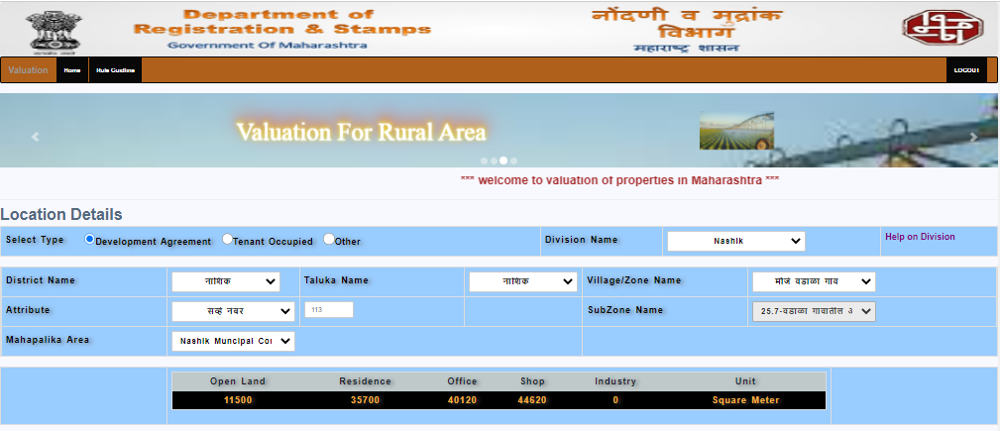 Department of
Registration & Stamps
Government Of Maharashtra
नोंदणी व मुद्रांक
विभाग
महाराष्ट्र शासन
Valuation Home Rule Guidline LOGOUT
Valuation For Rural Area
*** welcome to valuation of properties in Maharashtra ***
Location Details
Select Type Development Agreement Tenant Occupied Other Division Name Nashik Help on Division
District Name नाशिक Taluka Name नाशिक Village/Zone Name मौजे वडाळा गाव
Attribute सर्व्हे नंबर 113 SubZone Name 25.7-वडाळा गावातील अ
Mahapalika Area Nashik Muncipal Cor
Open Land Residence Office Shop Industry Unit
11500 35700 40120 44620 0 Square Meter